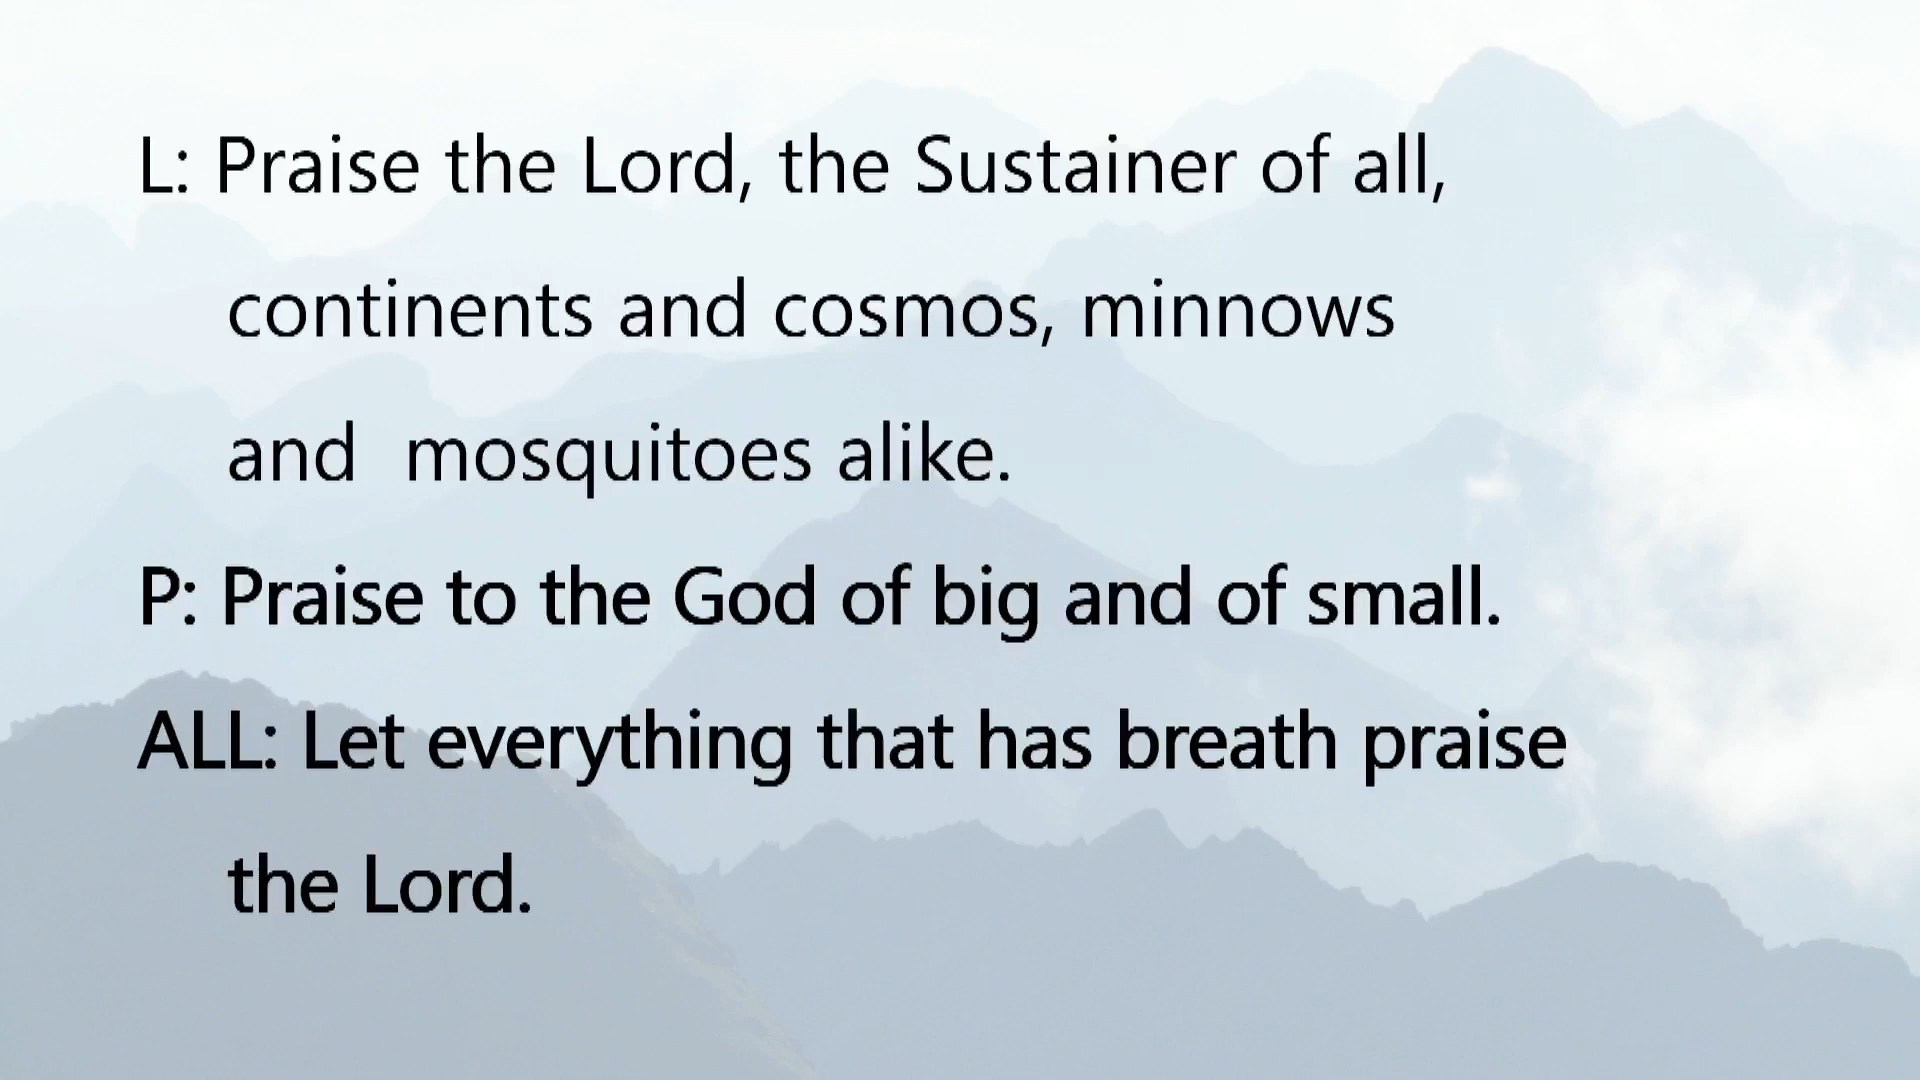 L: Praise the Lord, the Sustainer of all,
continents and cosmos, minnows
and  mosquitoes alike.
P: Praise to the God of big and of small.
ALL: Let everything that has breath praise
the Lord.